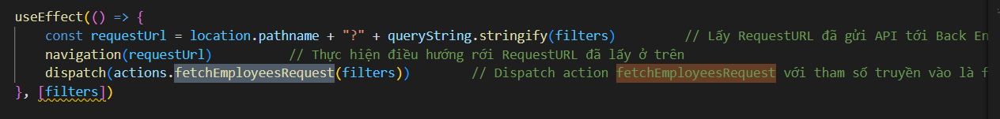 useEffect(() => {
const requestUrl = location.pathname + "?" + queryString.stringify(filters) // Lấy RequestURL đã gửi API tới Back En
navigation(requestUrl) // Thực hiện điều hướng rới RequestURL đã lấy ở trên
dispatch(actions.fetchEmployeesRequest(filters)) // Dispatch action fetchEmployeesRequest với tham số truyền vào là f
}, [filters])